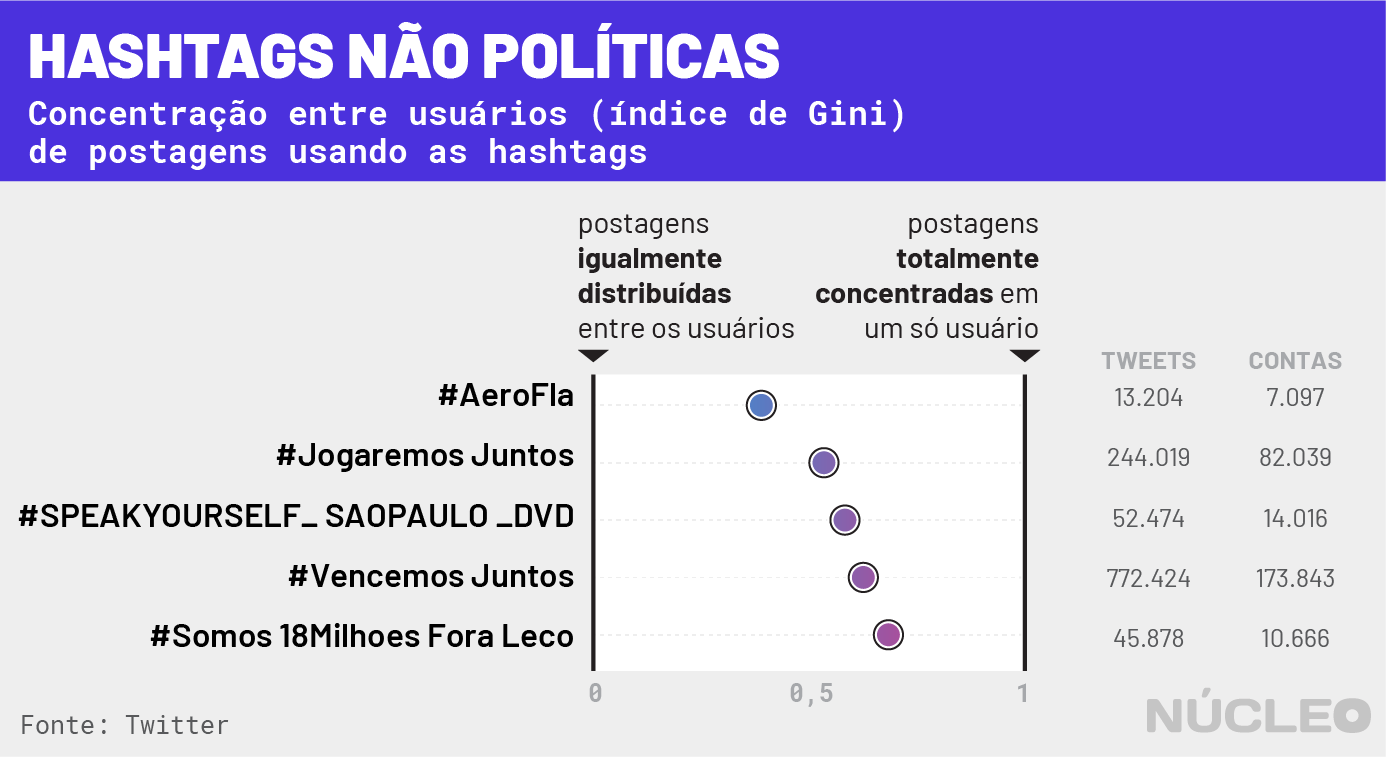 HASHTAGS NÃO POLÍTICAS
Concentração entre usuários (índice de Gini)
de postagens usando as hashtags
postagens
igualmente
distribuídas
entre os usuários
postagens
totalmente
concentradas em
um só usuário
TWEETS CONTAS
#AeroFla 13.204 7.097
#Jogaremos Juntos 244.019 82.039
#SPEAKYOURSELF_ SAOPAULO _DVD 52.474 14.016
#Vencemos Juntos 772.424 173.843
#Somos 18Milhoes Fora Leco 45.878 10.666
0 0,5 1
Fonte: Twitter
NÚCLEO